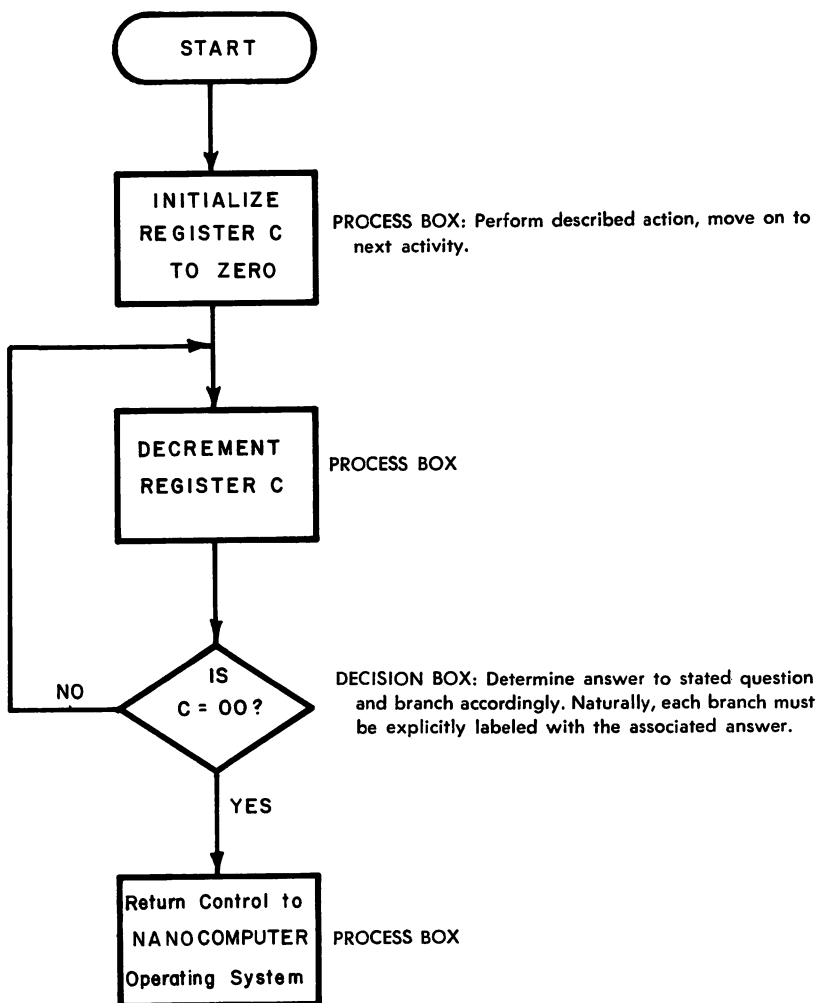 START
INITIALIZE
REGISTER C
TO ZERO
PROCESS BOX: Perform described action, move on to
next activity.
DECREMENT
REGISTER C
PROCESS BOX
IS
C = 00?
NO
DECISION BOX: Determine answer to stated question
and branch accordingly. Naturally, each branch must
be explicitly labeled with the associated answer.
YES
Return Control to
NANOCOMPUTER
Operating System
PROCESS BOX